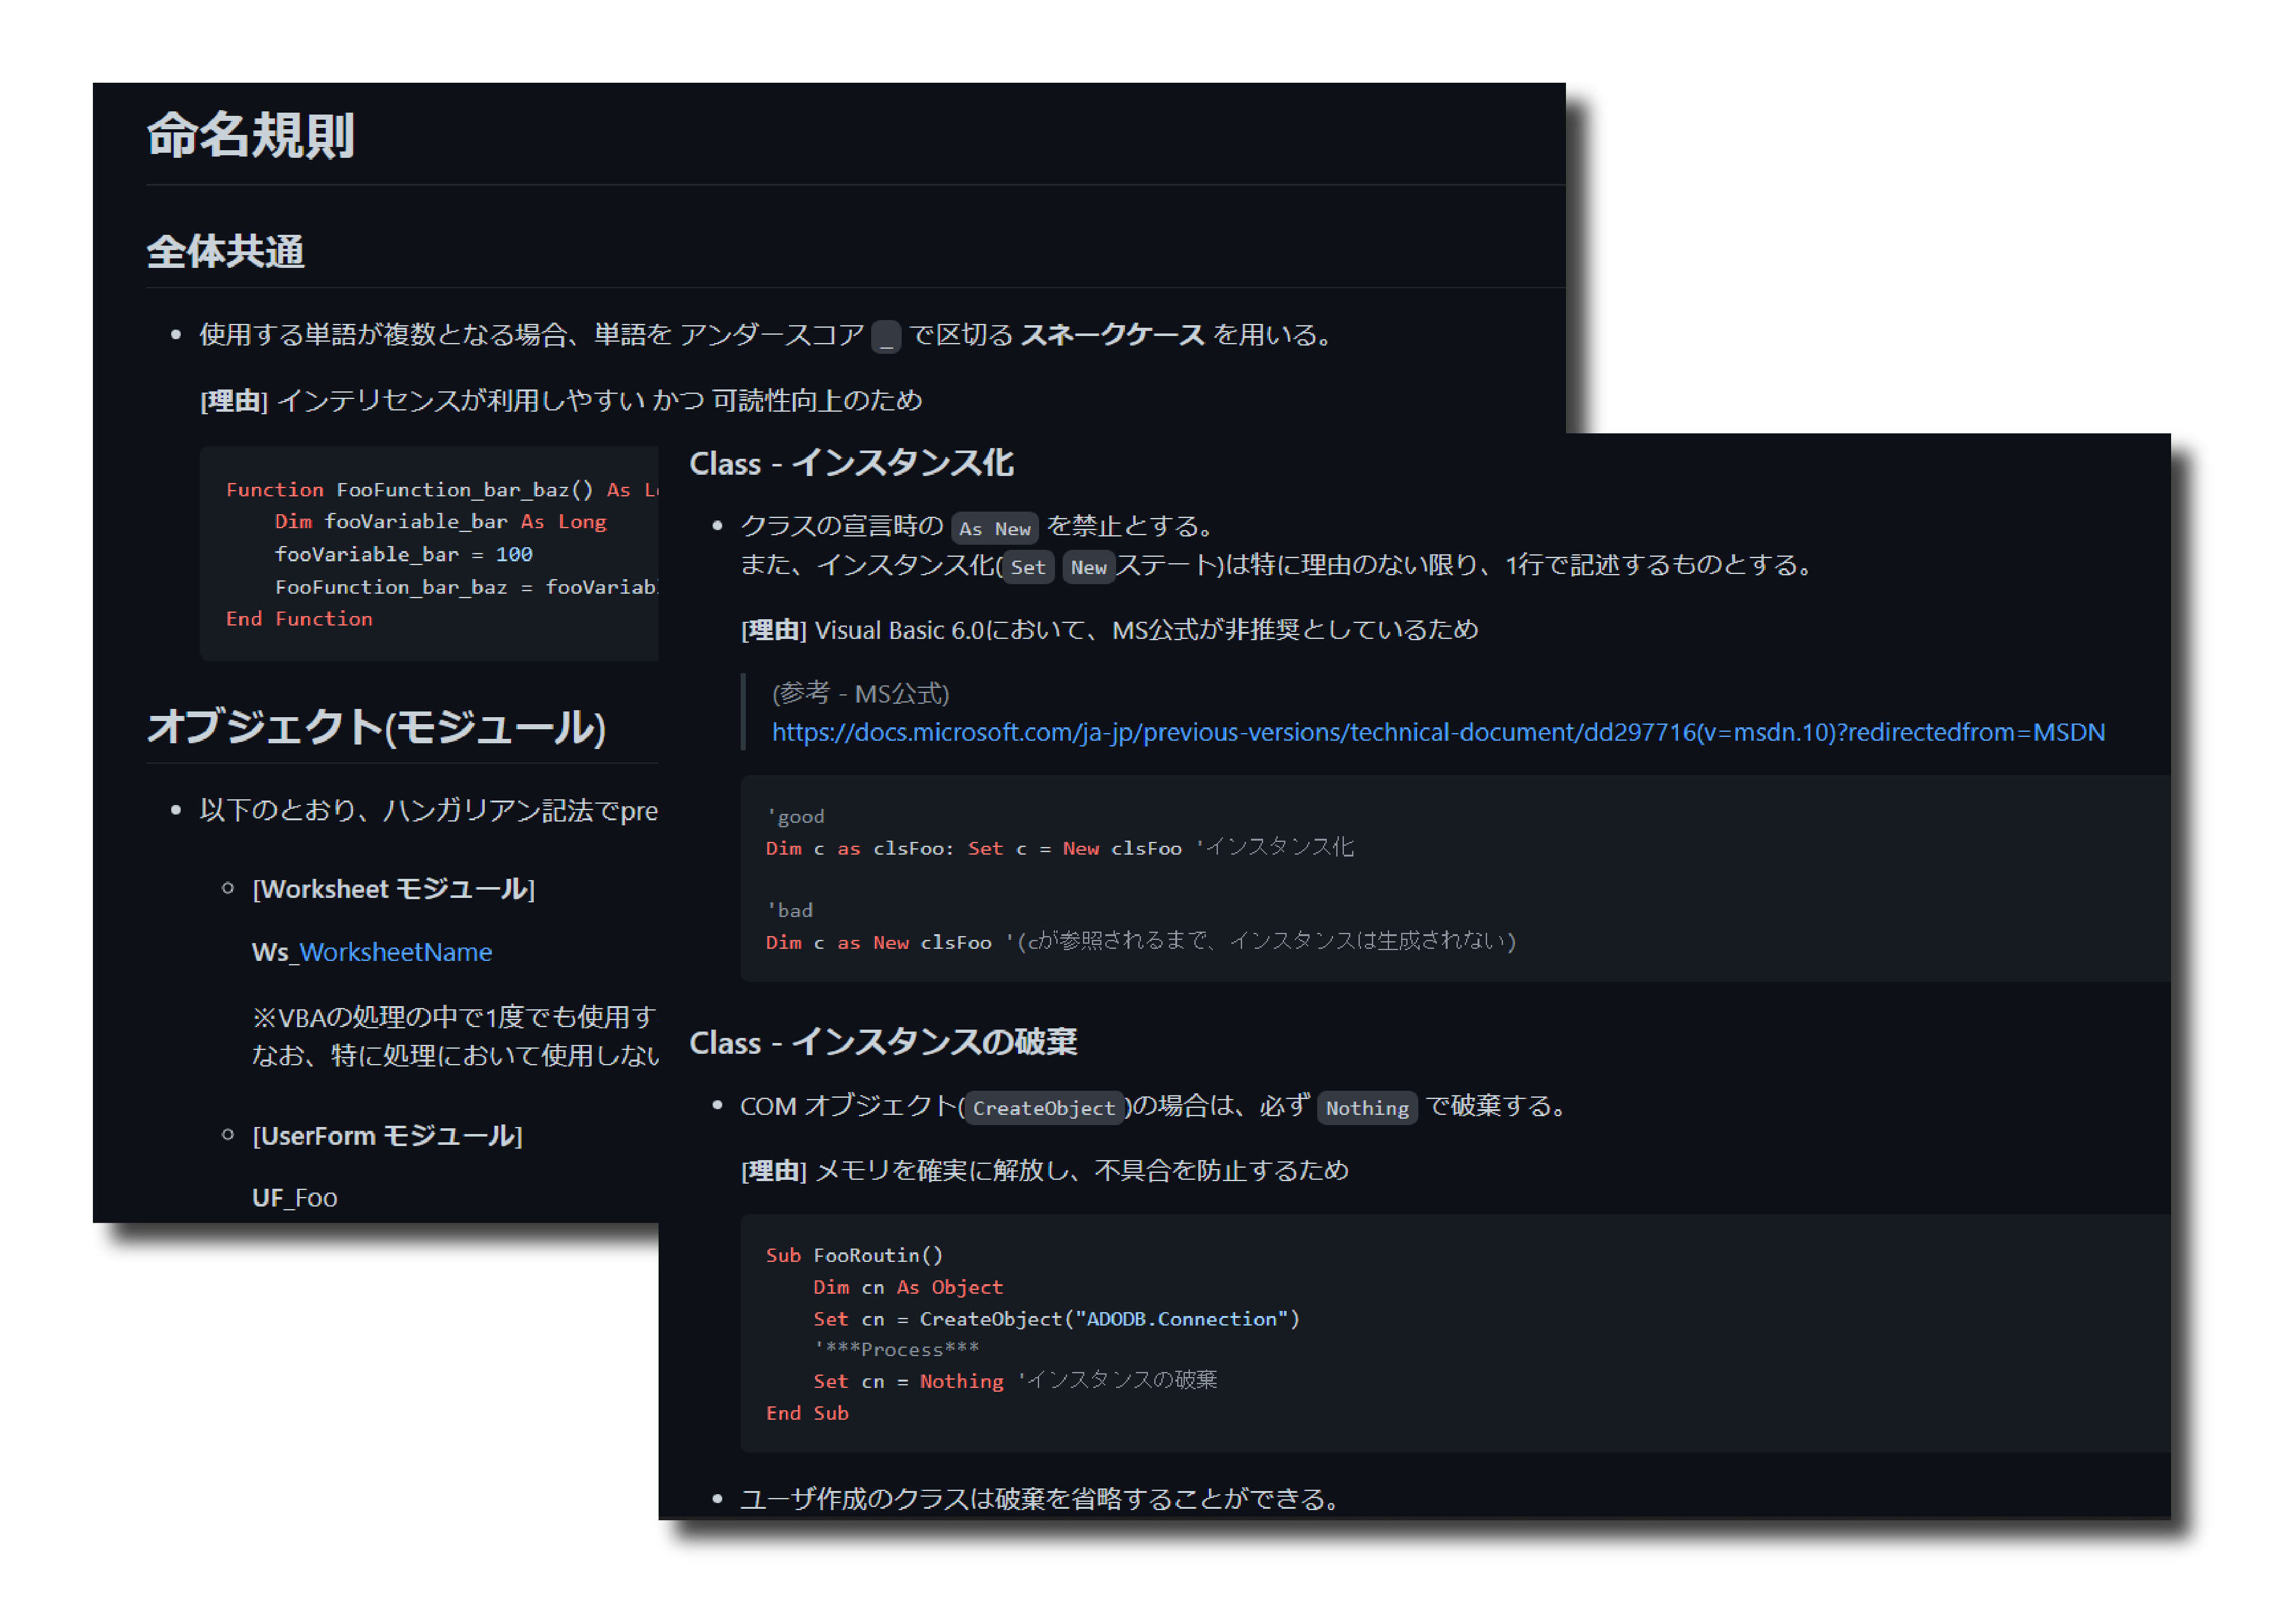 命名規則
全体共通
使用する単語が複数となる場合、単語を アンダースコア _ で区切る スネークケース を用いる。
[理由] インテリセンスが利用しやすい かつ 可読性向上のため
Function FooFunction_bar_baz() As L
Dim fooVariable_bar As Long
fooVariable_bar = 100
FooFunction_bar_baz = fooVariab
End Function
オブジェクト(モジュール)
以下のとおり、ハンガリアン記法でpre
[Worksheet モジュール]
Ws_WorksheetName
※VBAの処理の中で1度でも使用す
なお、特に処理において使用しない
[UserForm モジュール]
UF_Foo
Class - インスタンス化
クラスの宣言時の As New を禁止とする。
また、インスタンス化(Set New ステート)は特に理由のない限り、1行で記述するものとする。
[理由] Visual Basic 6.0において、MS公式が非推奨としているため
(参考 - MS公式)
https://docs.microsoft.com/ja-jp/previous-versions/technical-document/dd297716(v=msdn.10)?redirectedfrom=MSDN
'good
Dim c as clsFoo: Set c = New clsFoo 'インスタンス化
'bad
Dim c as New clsFoo '(cが参照されるまで、インスタンスは生成されない)
Class - インスタンスの破棄
COM オブジェクト(CreateObject)の場合は、必ず Nothing で破棄する。
[理由] メモリを確実に解放し、不具合を防止するため
Sub FooRoutin()
Dim cn As Object
Set cn = CreateObject("ADODB.Connection")
'***Process***
Set cn = Nothing 'インスタンスの破棄
End Sub
ユーザ作成のクラスは破棄を省略することができる。